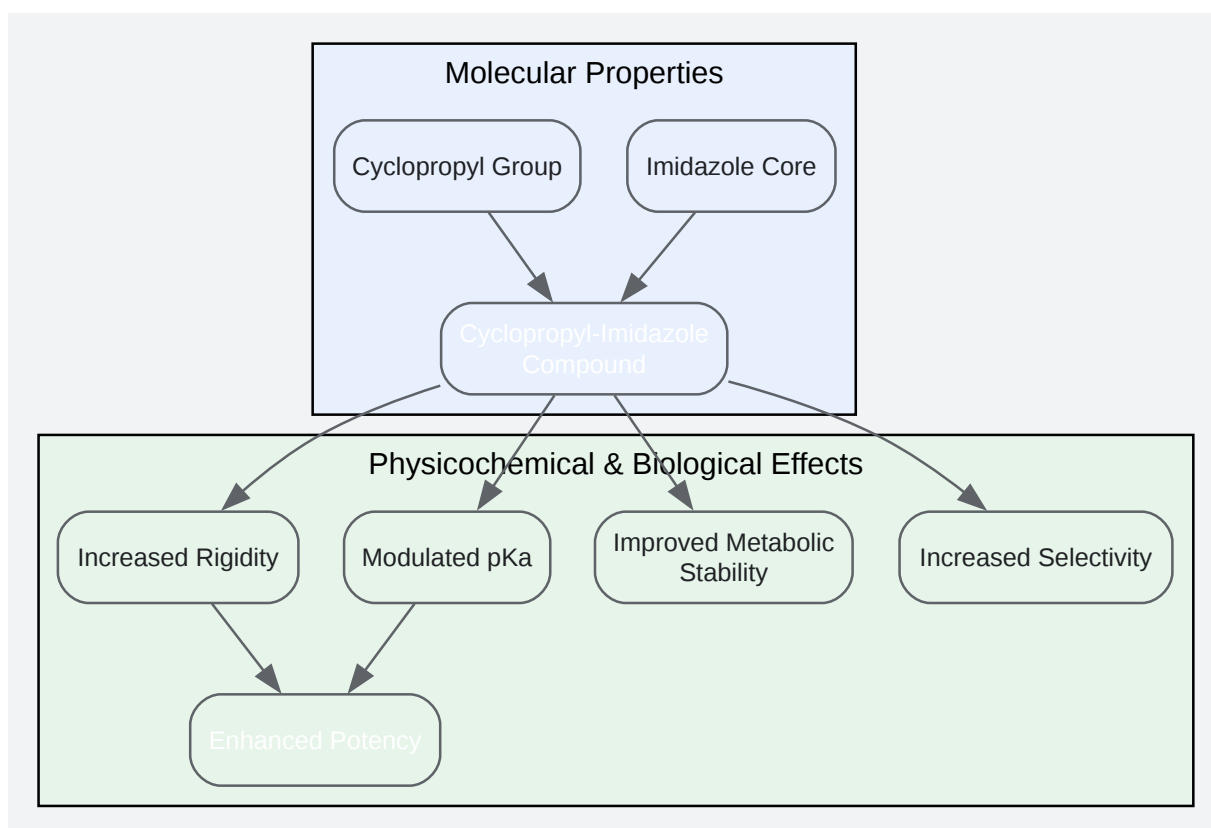 Molecular Properties
Cyclopropyl Group
Imidazole Core
Cyclopropyl-Imidazole
Compound
Physicochemical & Biological Effects
Increased Rigidity
Modulated pKa
Improved Metabolic
Stability
Increased Selectivity
Enhanced Potency